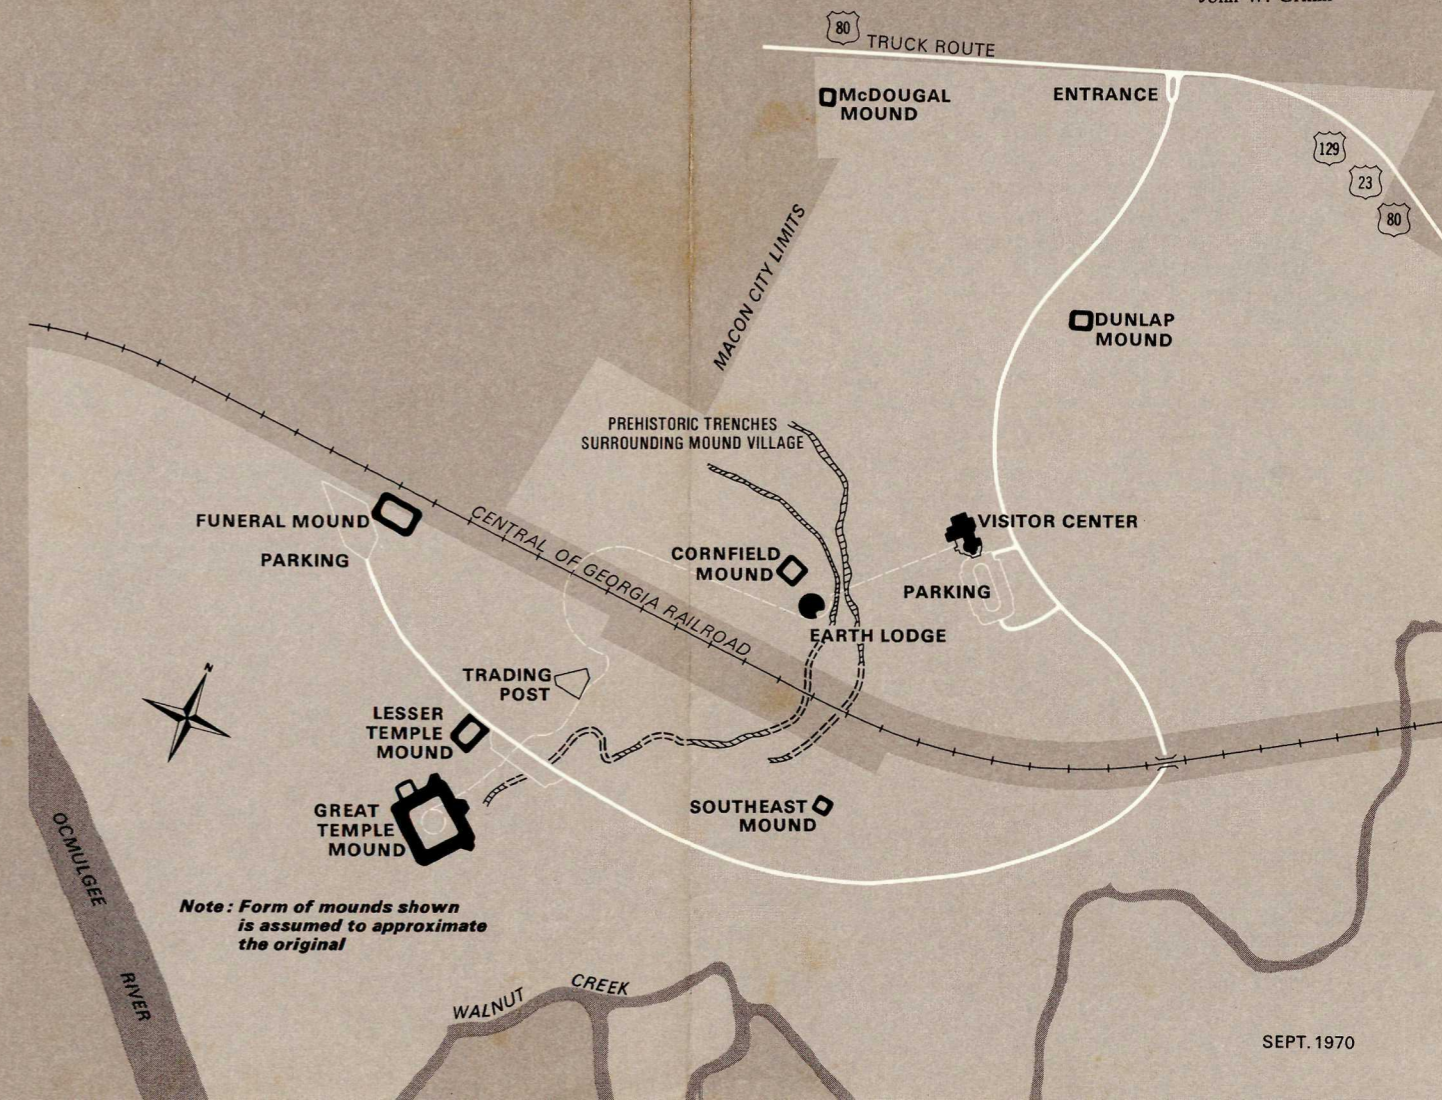 80
TRUCK ROUTE
McDOUGAL
MOUND
ENTRANCE
129
23
80
MACON CITY LIMITS
DUNLAP
MOUND
PREHISTORIC TRENCHES
SURROUNDING MOUND VILLAGE
FUNERAL MOUND
PARKING
CENTRAL OF GEORGIA RAILROAD
CORNFIELD
MOUND
VISITOR CENTER
PARKING
EARTH LODGE
N
TRADING
POST
LESSER
TEMPLE
MOUND
GREAT
TEMPLE
MOUND
SOUTHEAST
MOUND
OCMULGEE
RIVER
Note: Form of mounds shown
is assumed to approximate
the original
WALNUT
CREEK
SEPT. 1970